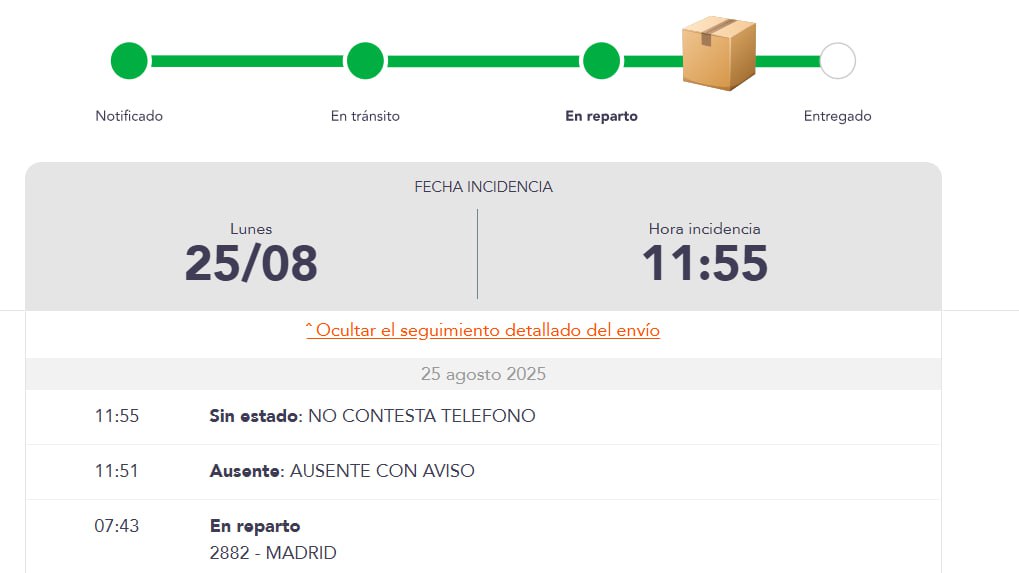 Notificado
En tránsito
En reparto
Entregado
FECHA INCIDENCIA
Lunes
25/08
Hora incidencia
11:55
ˆ Ocultar el seguimiento detallado del envío
25 agosto 2025
11:55 Sin estado: NO CONTESTA TELEFONO
11:51 Ausente: AUSENTE CON AVISO
07:43 En reparto
2882 - MADRID